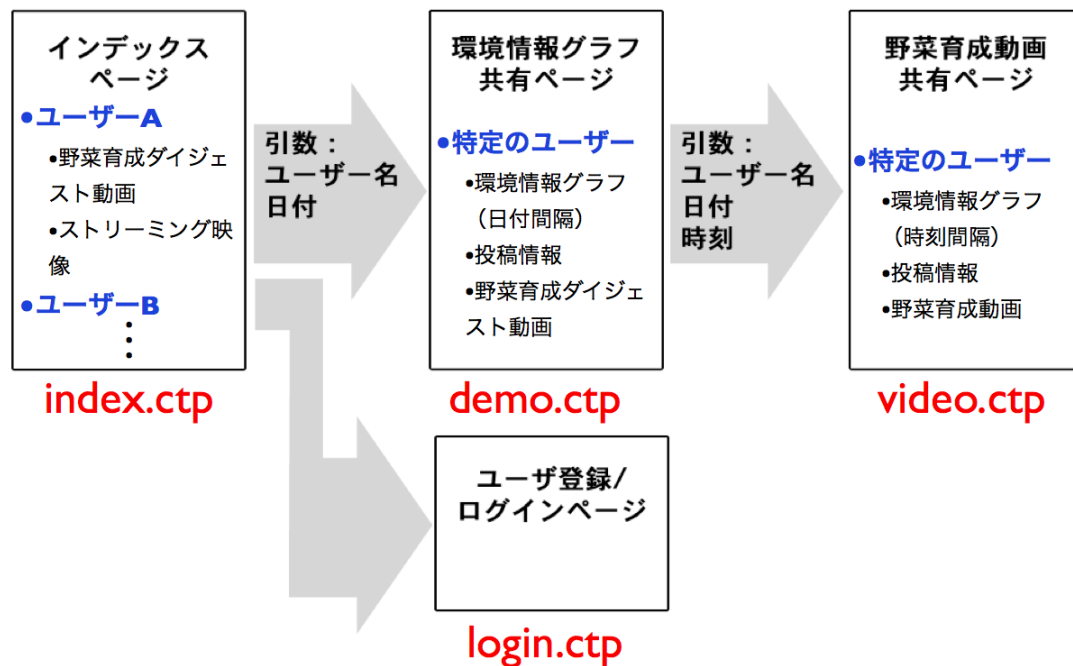 インデックス
ページ
•ユーザーA
•野菜育成ダイジェ
スト動画
•ストリーミング映
像
•ユーザーB
⋮
index.ctp
引数：
ユーザー名
日付
環境情報グラフ
共有ページ
•特定のユーザー
•環境情報グラフ
（日付間隔）
•投稿情報
•野菜育成ダイジェ
スト動画
demo.ctp
引数：
ユーザー名
日付
時刻
野菜育成動画
共有ページ
•特定のユーザー
•環境情報グラフ
（時刻間隔）
•投稿情報
•野菜育成動画
video.ctp
ユーザ登録/
ログインページ
login.ctp